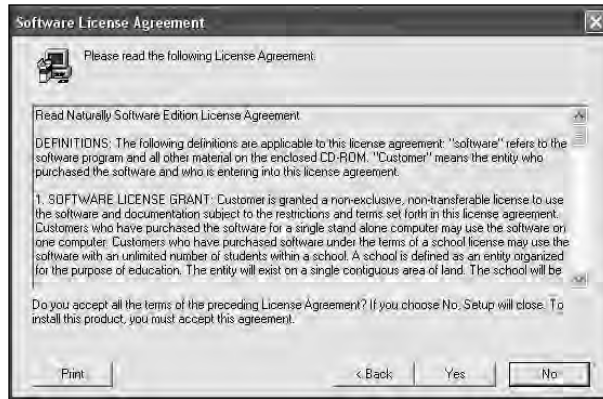 Software License Agreement
Please read the following License Agreement.
Read Naturally Software Edition License Agreement
DEFINITIONS: The following definitions are applicable to this license agreement: "software" refers to the
software program and all other material on the enclosed CD-ROM. "Customer" means the entity who
purchased the software and who is entering into this license agreement.
1. SOFTWARE LICENSE GRANT: Customer is granted a non-exclusive, non-transferable license to use
the software and documentation subject to the restrictions and terms set forth in this license agreement.
Customers who have purchased the software for a single stand alone computer may use the software on
one computer. Customers who have purchased software under the terms of a school license may use the
software with an unlimited number of students within a school. A school is defined as an entity organized
for the purpose of education. The entity will exist on a single contiguous area of land. The school will be
Do you accept all the terms of the preceding License Agreement? If you choose No, Setup will close. To
install this product, you must accept this agreement.
Print
< Back
Yes
No